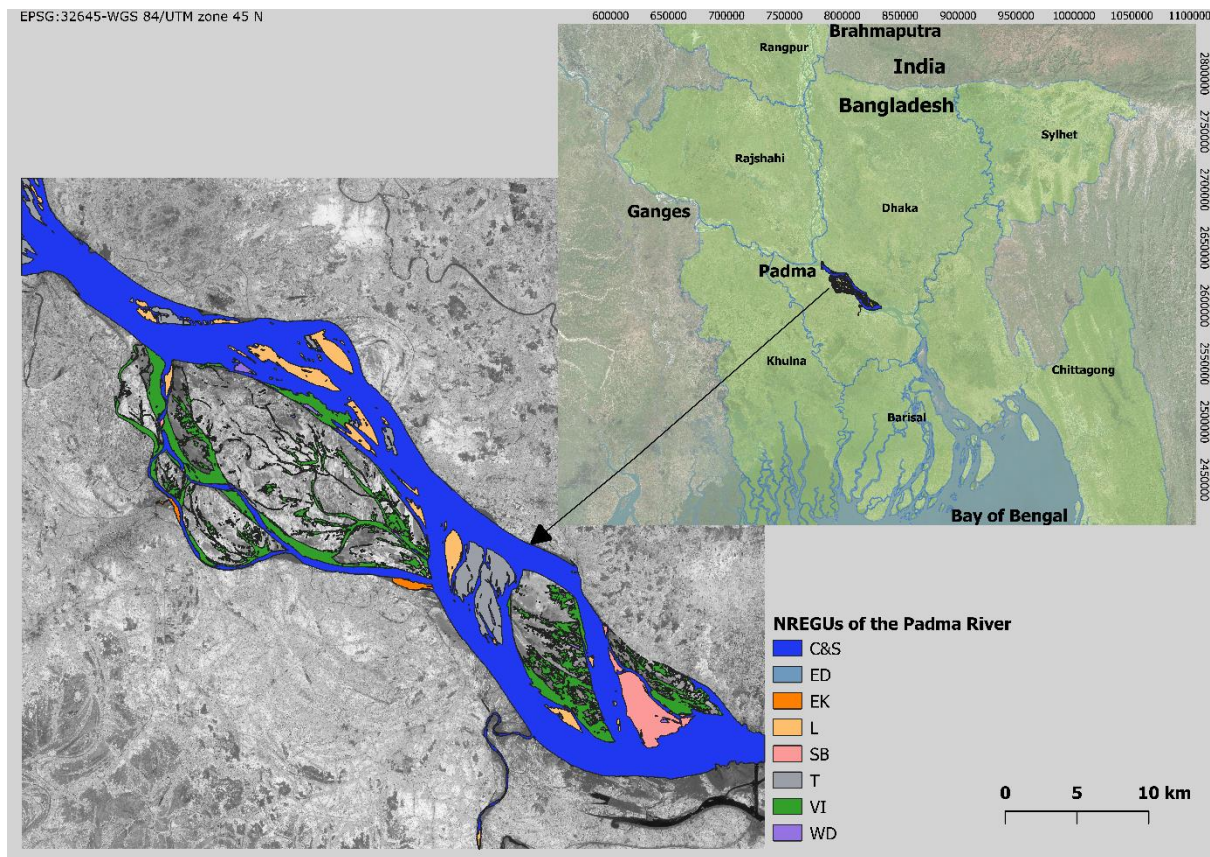 EPSG:32645-WGS 84/UTM zone 45 N
600000 650000 700000 750000 800000 850000 900000 950000 1000000 1050000 1100000
Brahmaputra
Rangpur
India
2800000
Bangladesh
2750000
Sylhet
Rajshahi
2700000
Ganges
Dhaka
2650000
Padma
2600000
Khulna
Chittagong
2550000
Barisal
2500000
2450000
Bay of Bengal
NREGUs of the Padma River
C&S
ED
EK
L
SB
T
VI
WD
0 5 10 km